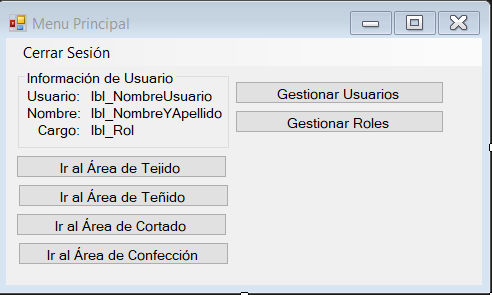 Menu Principal
Cerrar Sesión
Información de Usuario
Usuario: lbl_NombreUsuario
Nombre: lbl_NombreYApellido
Cargo: lbl_Rol
Gestionar Usuarios
Gestionar Roles
Ir al Área de Tejido
Ir al Área de Teñido
Ir al Área de Cortado
Ir al Área de Confección